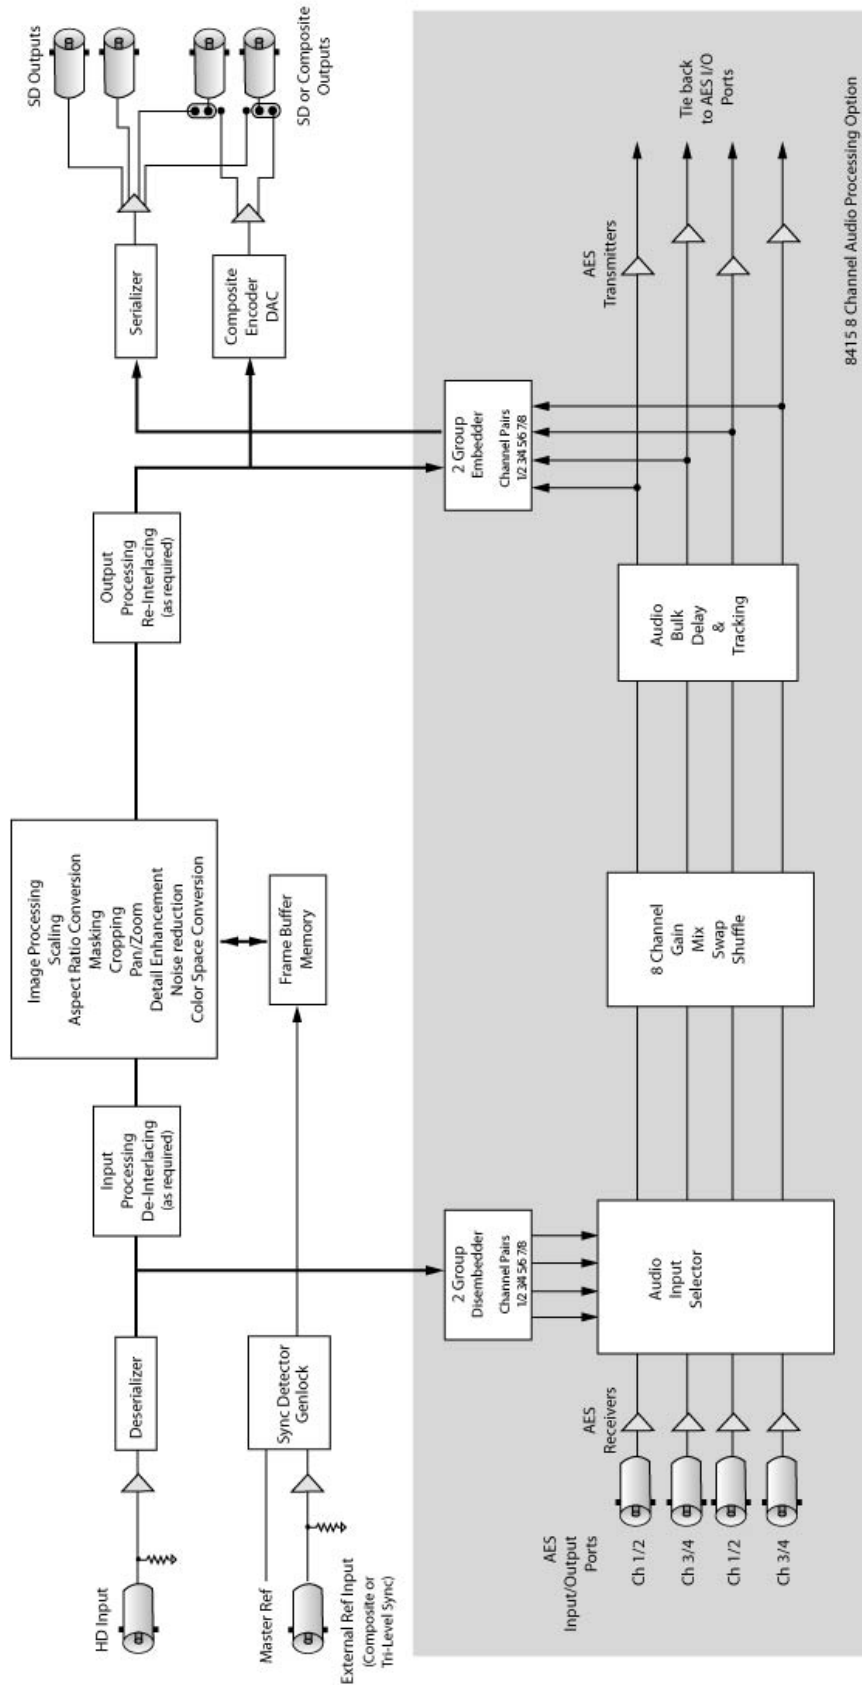 HD Input
Deserializer
Input
Processing
De-Interlacing
(as required)
Image Processing
Scaling
Aspect Ratio Conversion
Masking
Cropping
Pan/Zoom
Detail Enhancement
Noise reduction
Color Space Conversion
Output
Processing
Re-Interlacing
(as required)
Serializer
SD Outputs
Master Ref
External Ref Input
(Composite or
Tri-Level Sync)
Sync Detector
Genlock
Frame Buffer
Memory
Composite
Encoder
DAC
SD or Composite
Outputs
2 Group
Disembedder
Channel Pairs
1/2 3/4 5/6 7/8
2 Group
Embedder
Channel Pairs
1/2 3/4 5/6 7/8
AES
Input/Output
Ports
Ch 1/2
Ch 3/4
Ch 1/2
Ch 3/4
AES
Receivers
Audio
Input
Selector
8 Channel
Gain
Mix
Swap
Shuffle
Audio
Bulk
Delay
&
Tracking
AES
Transmitters
Tie back
to AES I/O
Ports
8415 8 Channel Audio Processing Option